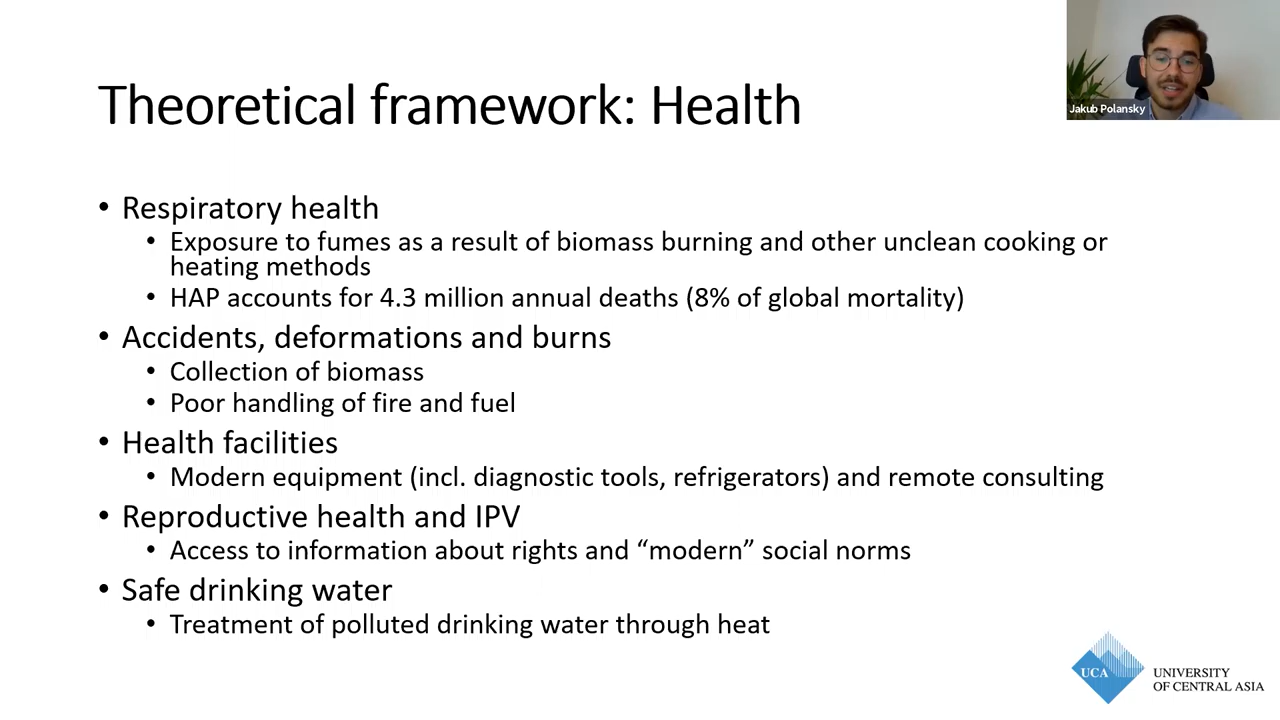 Theoretical framework: Health
Jakub Polansky
• Respiratory health
• Exposure to fumes as a result of biomass burning and other unclean cooking or
heating methods
• HAP accounts for 4.3 million annual deaths (8% of global mortality)
• Accidents, deformations and burns
• Collection of biomass
• Poor handling of fire and fuel
• Health facilities
• Modern equipment (incl. diagnostic tools, refrigerators) and remote consulting
• Reproductive health and IPV
• Access to information about rights and “modern” social norms
• Safe drinking water
• Treatment of polluted drinking water through heat
UCA
UNIVERSITY
OF CENTRAL ASIA